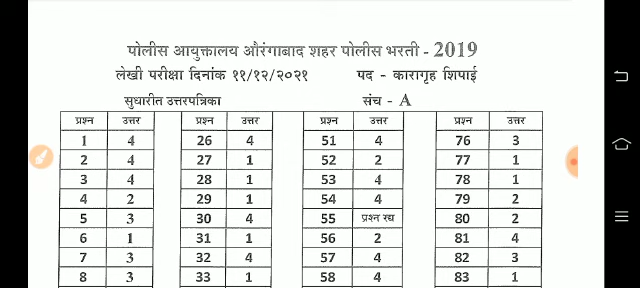 पोलीस आयुक्तालय औरंगाबाद शहर पोलीस भरती - 2019
लेखी परीक्षा दिनांक ११/१२/२०२१ पद - कारागृह शिपाई
सुधारीत उत्तरपत्रिका संच - A
प्रश्न उत्तर प्रश्न उत्तर प्रश्न उत्तर प्रश्न उत्तर
1 4 26 4 51 4 76 3
2 4 27 1 52 2 77 1
3 4 28 1 53 4 78 1
4 2 29 1 54 4 79 2
5 3 30 4 55 प्रश्न रद्य 80 2
6 1 31 1 56 2 81 4
7 3 32 4 57 4 82 3
8 3 33 1 58 4 83 1